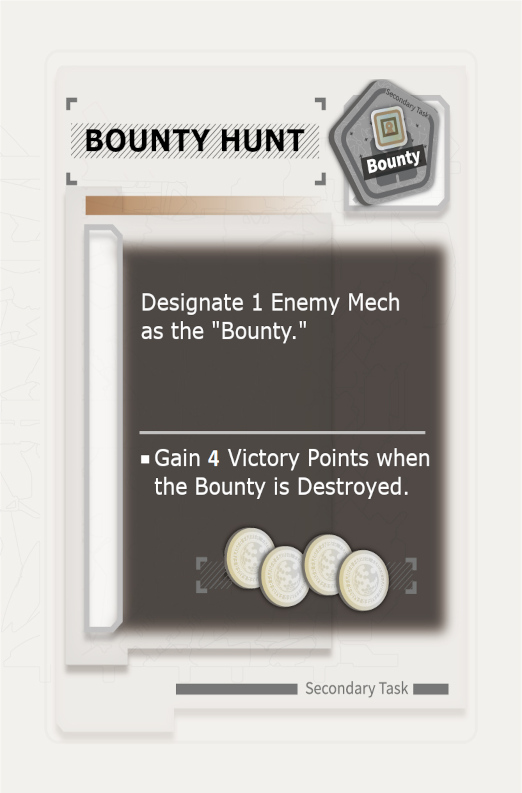 BOUNTY HUNT
Secondary Task
Bounty
Designate 1 Enemy Mech
as the "Bounty."
▪ Gain 4 Victory Points when
the Bounty is Destroyed.
Secondary Task